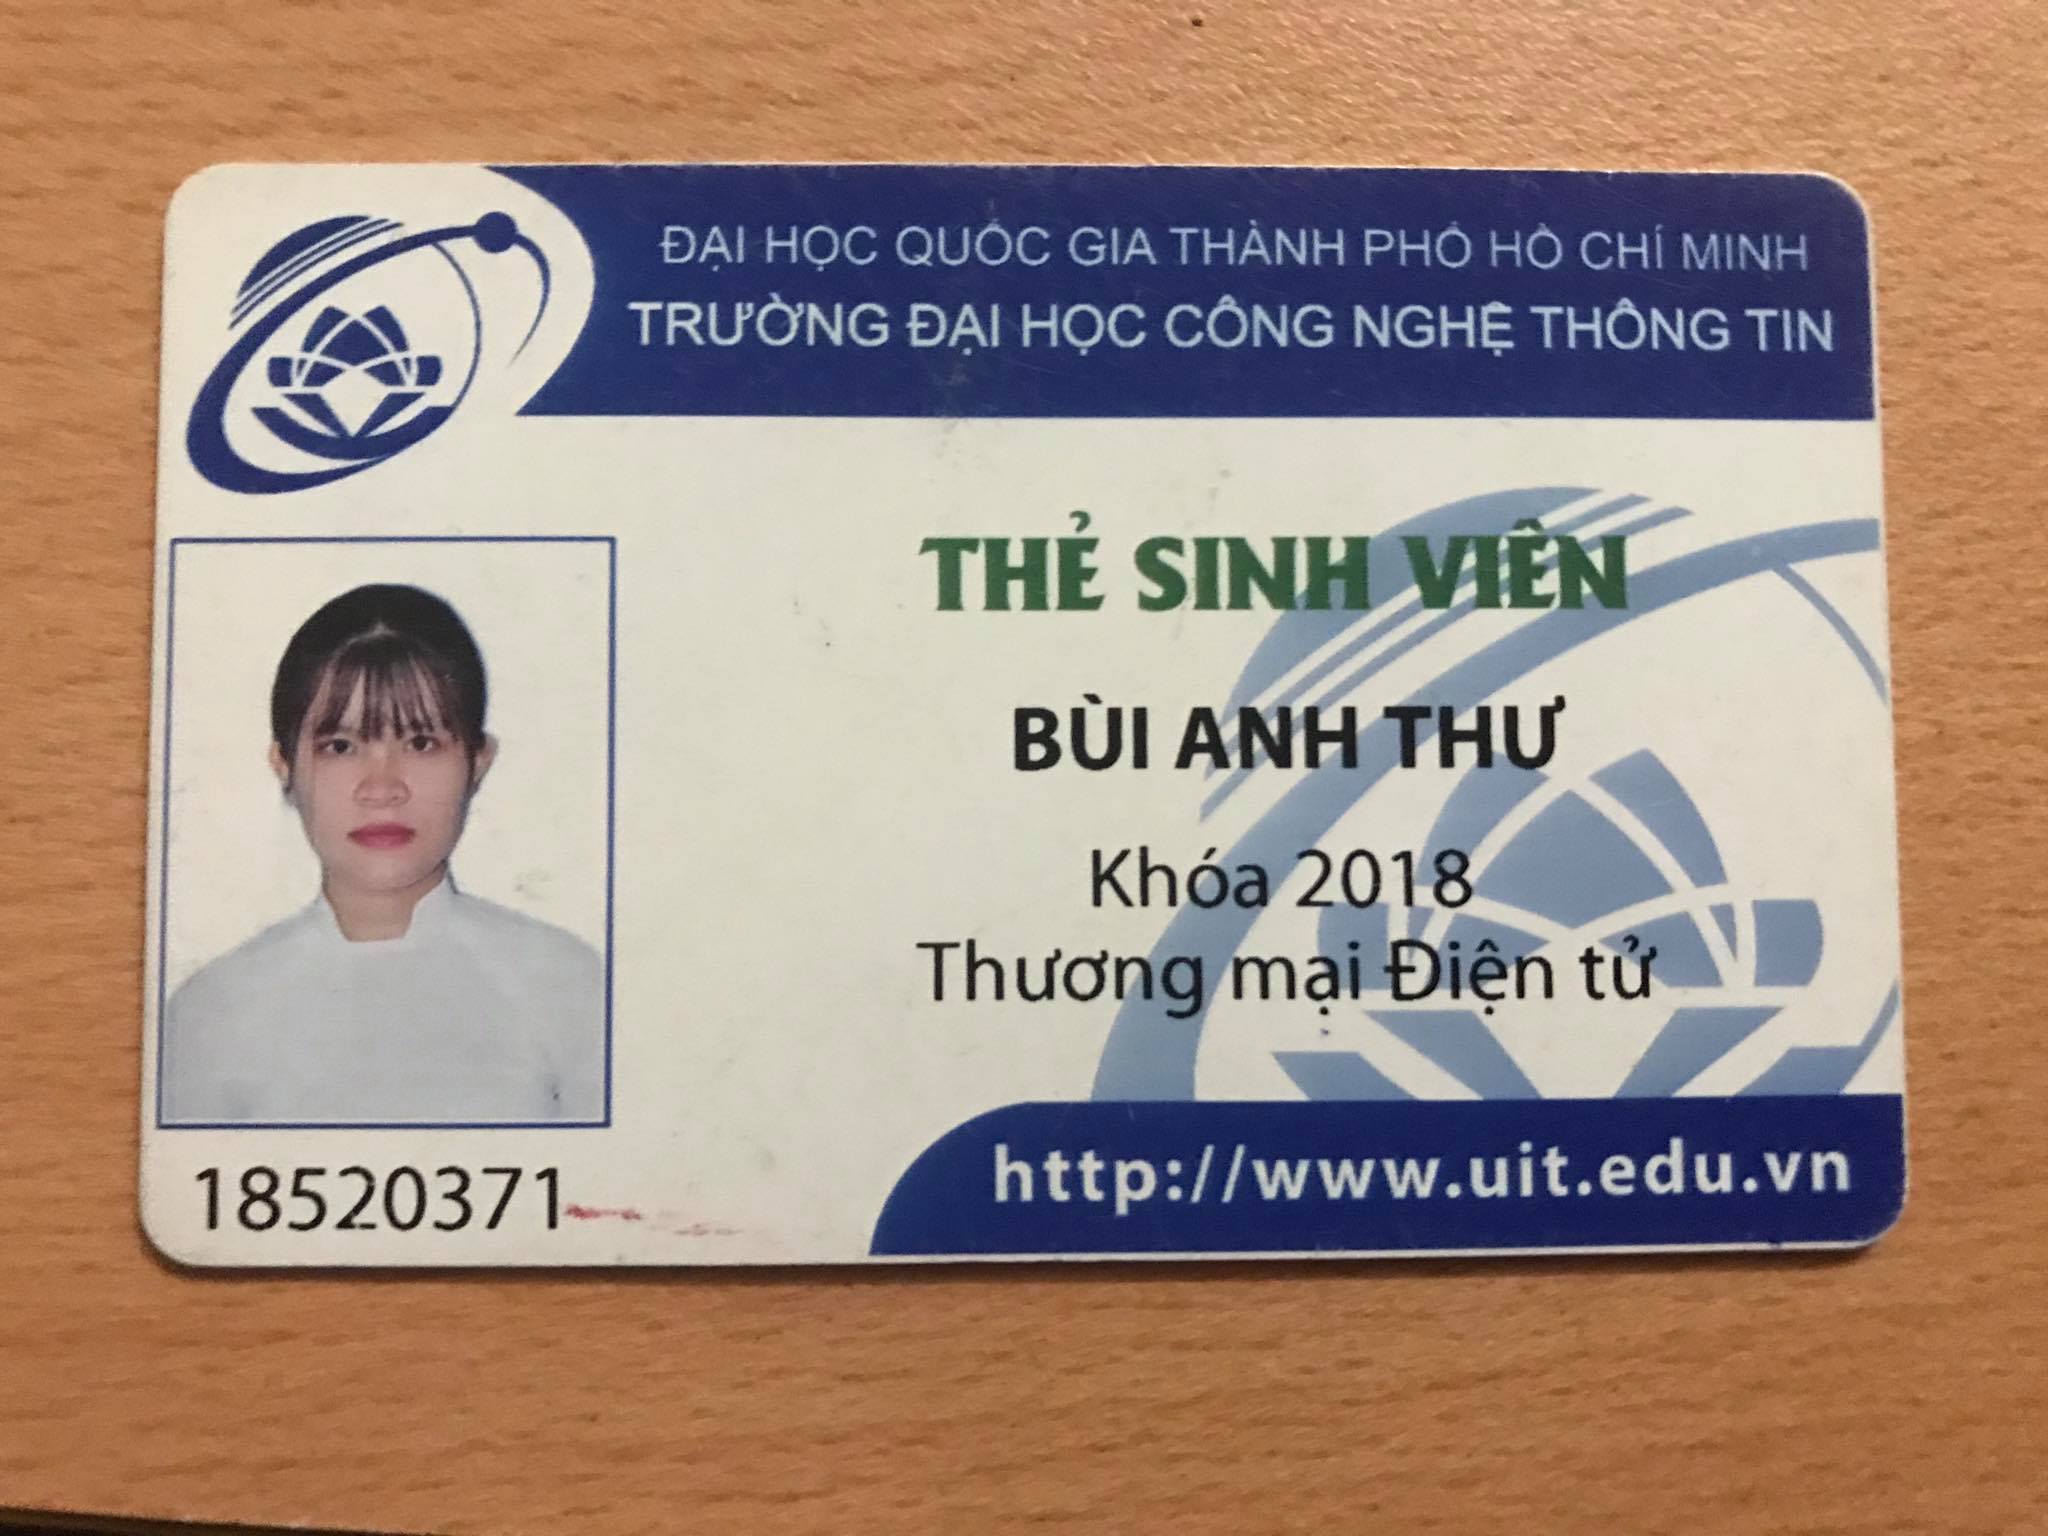 ĐẠI HỌC QUỐC GIA THÀNH PHỐ HỒ CHÍ MINH
TRƯỜNG ĐẠI HỌC CÔNG NGHỆ THÔNG TIN
THẺ SINH VIÊN
BÙI ANH THƯ
Khóa 2018
Thương mại Điện tử
18520371
http://www.uit.edu.vn